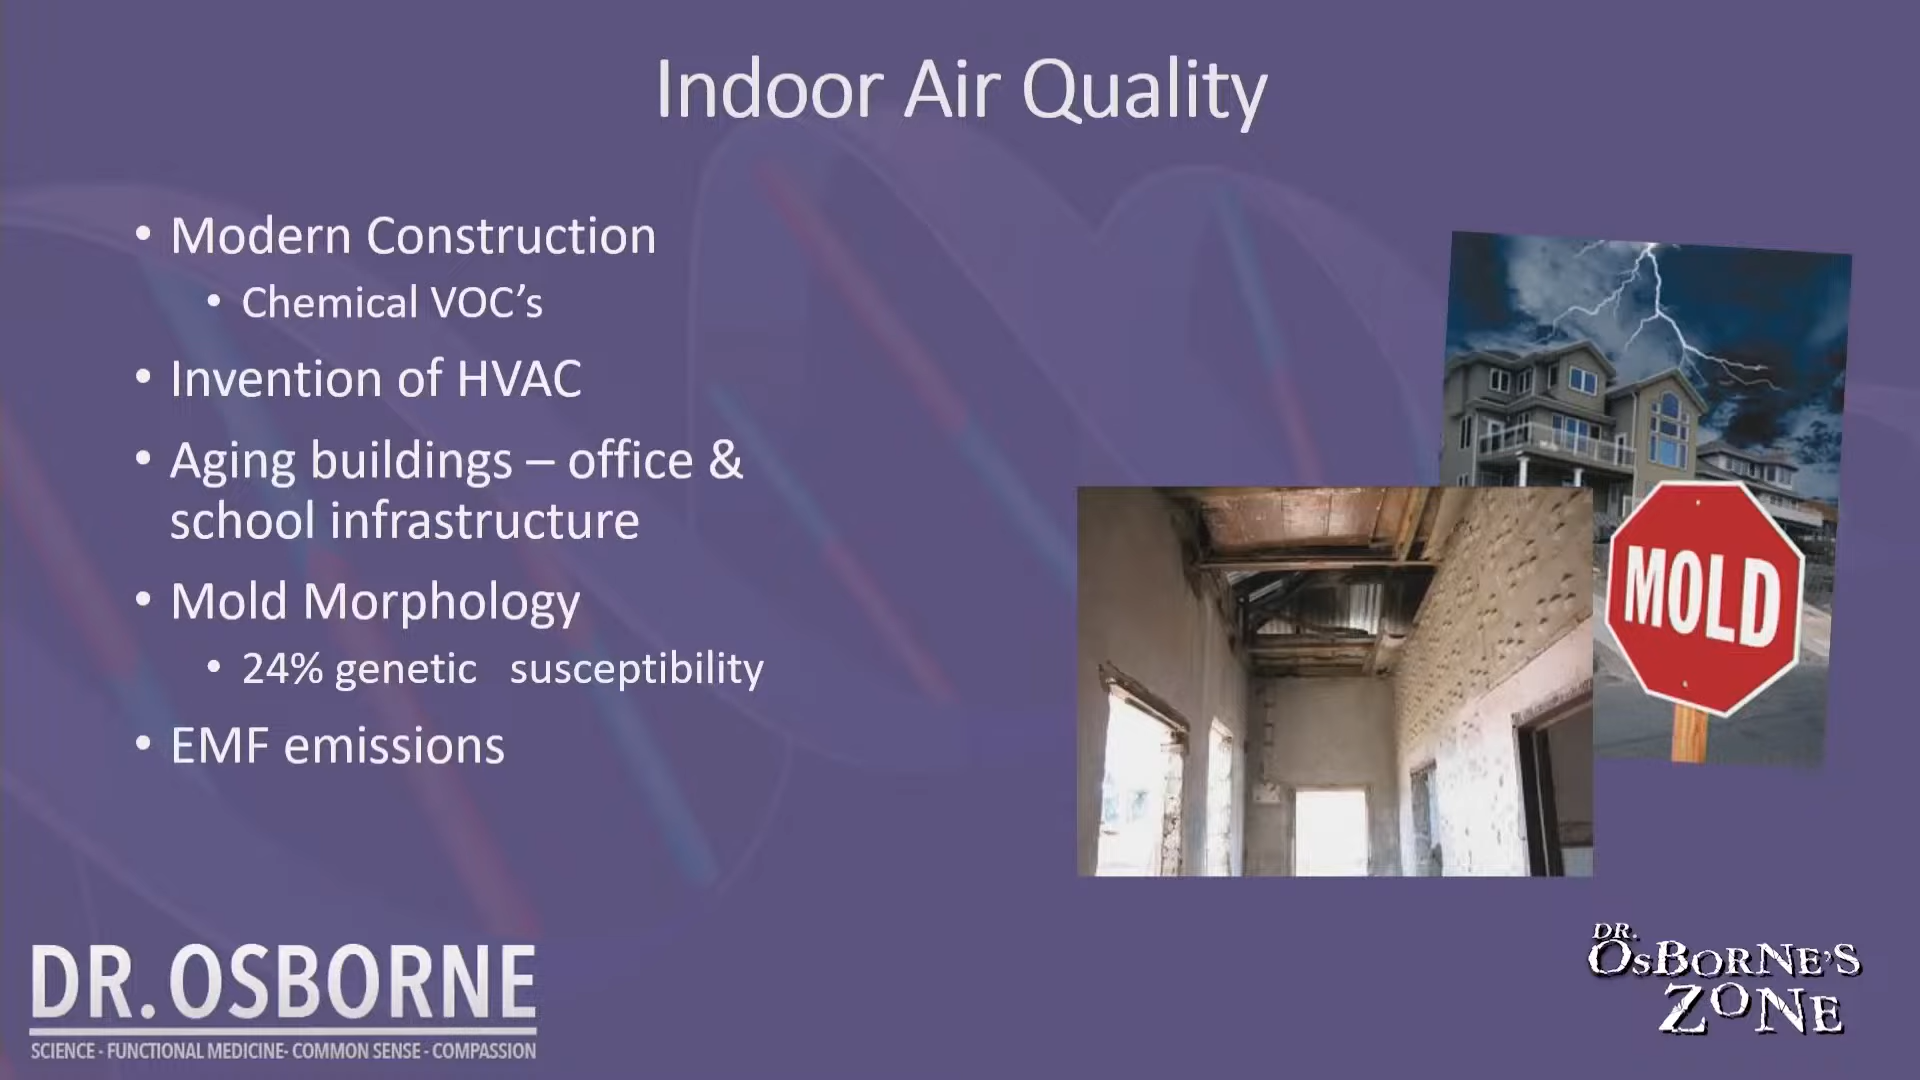 Indoor Air Quality
• Modern Construction
• Chemical VOC’s
• Invention of HVAC
• Aging buildings – office &
school infrastructure
• Mold Morphology
• 24% genetic susceptibility
• EMF emissions
MOLD
DR. OSBORNE
SCIENCE - FUNCTIONAL MEDICINE- COMMON SENSE - COMPASSION
DR.
OSBORNE'S
ZONE